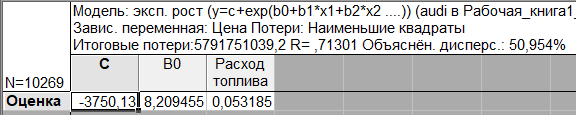 Модель: эксп. рост (y=c+exp(b0+b1*x1+b2*x2 ....)) (audi в Рабочая_книга1_
Завис. переменная: Цена Потери: Наименьшие квадраты
Итоговые потери:5791751039,2 R= ,71301 Объяснён. дисперс.: 50,954%
N=10269 C B0 Расход топлива
Оценка -3750,13 8,209455 0,053185